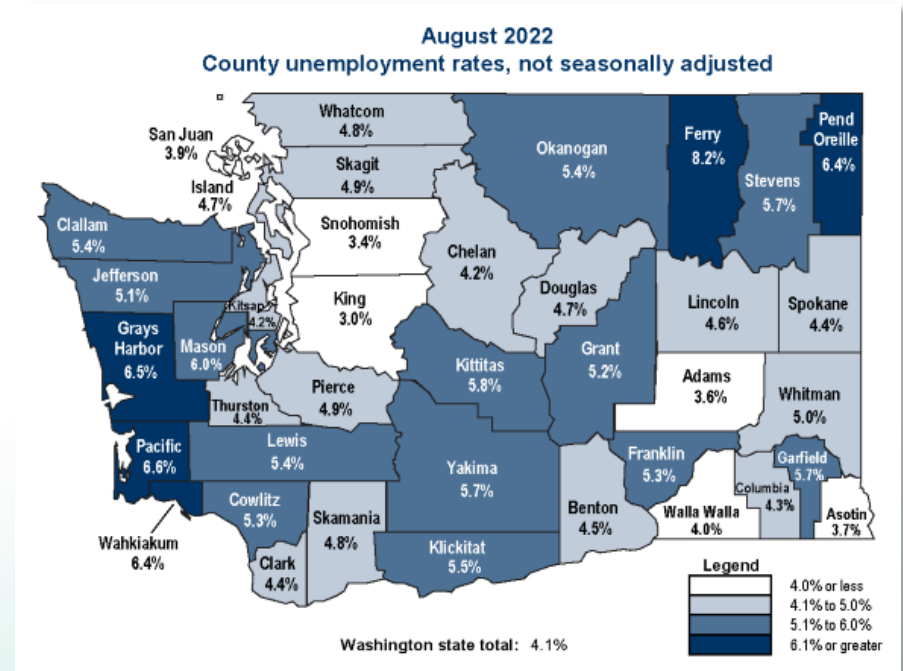 August 2022
County unemployment rates, not seasonally adjusted
Whatcom
4.8%
San Juan
3.9%
Skagit
4.9%
Island
4.7%
Okanogan
5.4%
Ferry
8.2%
Stevens
5.7%
Pend
Oreille
6.4%
Clallam
5.4%
Snohomish
3.4%
Chelan
4.2%
Jefferson
5.1%
King
3.0%
Kitsap
4.2%
Douglas
4.7%
Lincoln
4.6%
Spokane
4.4%
Grays
Harbor
6.5%
Mason
6.0%
Kittitas
5.8%
Grant
5.2%
Adams
3.6%
Whitman
5.0%
Thurston
4.4%
Pierce
4.9%
Pacific
6.6%
Lewis
5.4%
Yakima
5.7%
Franklin
5.3%
Garfield
5.7%
Columbia
4.3%
Cowlitz
5.3%
Skamania
4.8%
Benton
4.5%
Walla Walla
4.0%
Asotin
3.7%
Wahkiakum
6.4%
Clark
4.4%
Klickitat
5.5%
Legend
4.0% or less
4.1% to 5.0%
5.1% to 6.0%
6.1% or greater
Washington state total: 4.1%